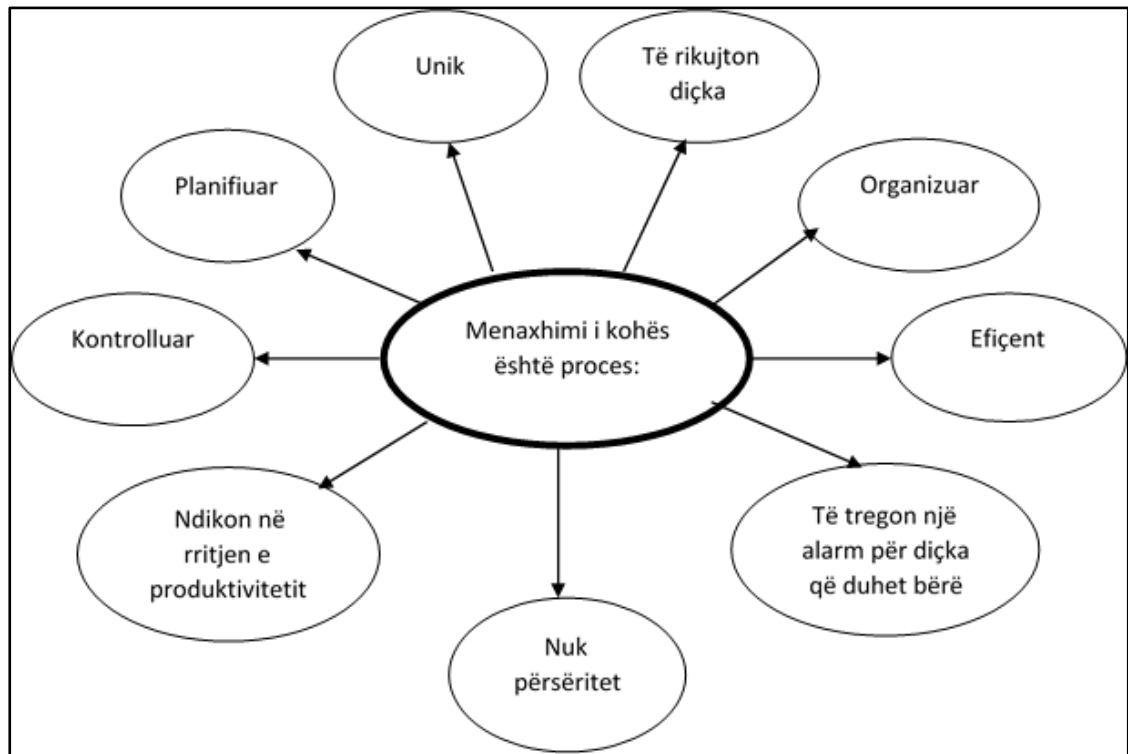 Unik
Të rikujton
diçka
Planifiuar
Organizuar
Kontrolluar
Menaxhimi i kohës
është proces:
Efiçent
Ndikon në
rritjen e
produktivitetit
Të tregon një
alarm për diçka
që duhet bërë
Nuk
përsëritet